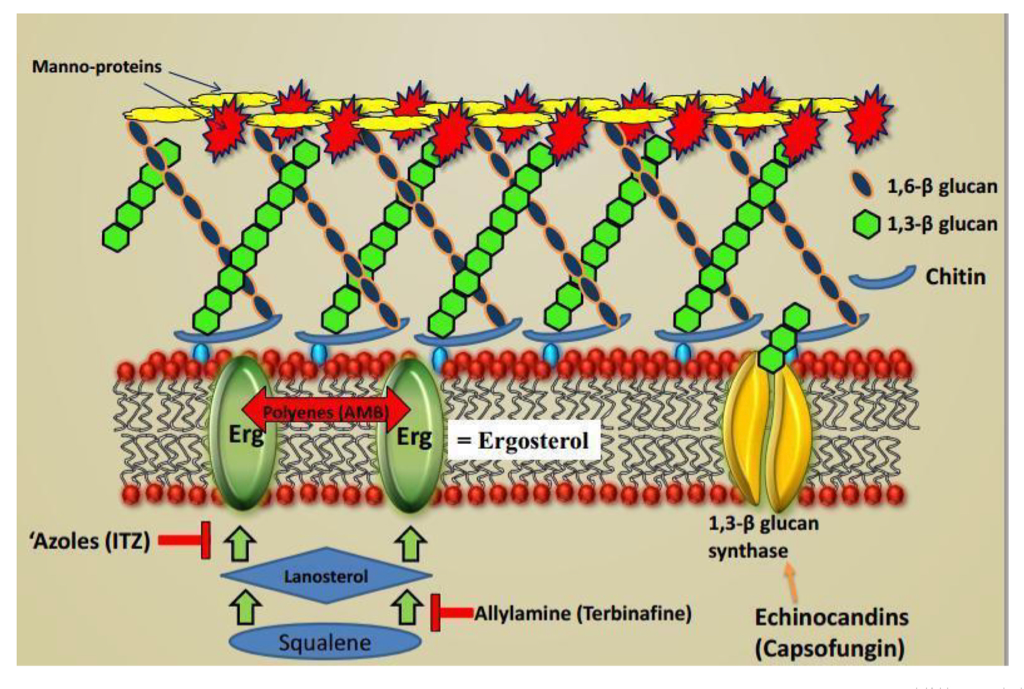 Manno-proteins
1,6-β glucan
1,3-β glucan
Chitin
Polyenes (AMB)
Erg
Erg
= Ergosterol
1,3-β glucan
synthase
‘Azoles (ITZ)
Lanosterol
Allylamine (Terbinafine)
Squalene
Echinocandins
(Capsofungin)